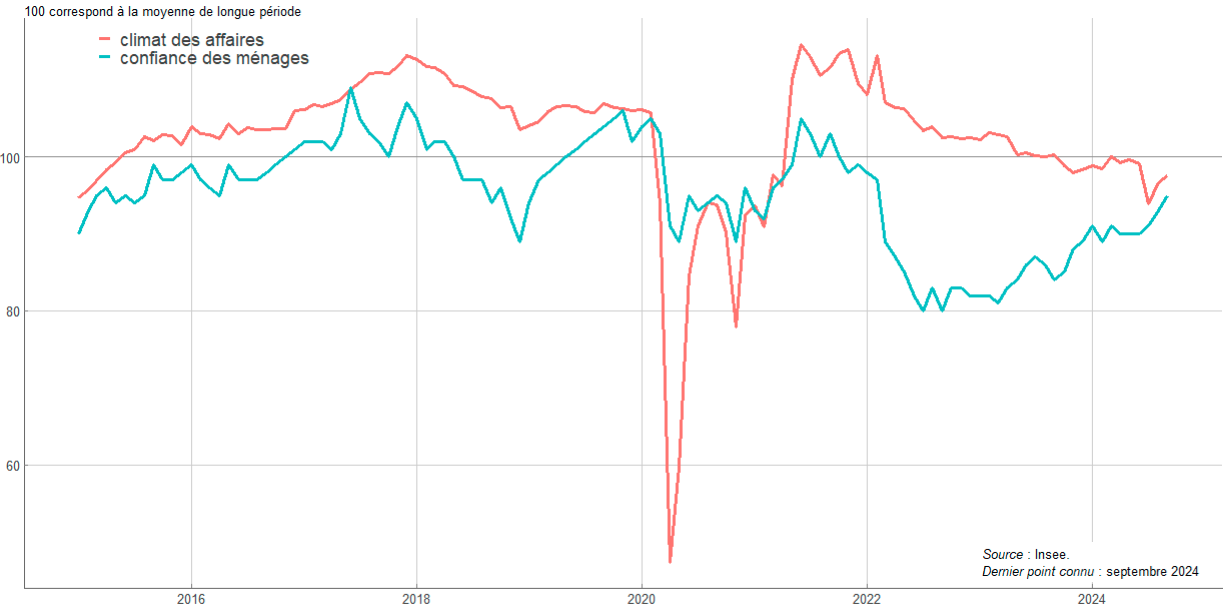 100 correspond à la moyenne de longue période
climat des affaires
confiance des ménages
100
80
60
Source : Insee.
Dernier point connu : septembre 2024
2016 2018 2020 2022 2024